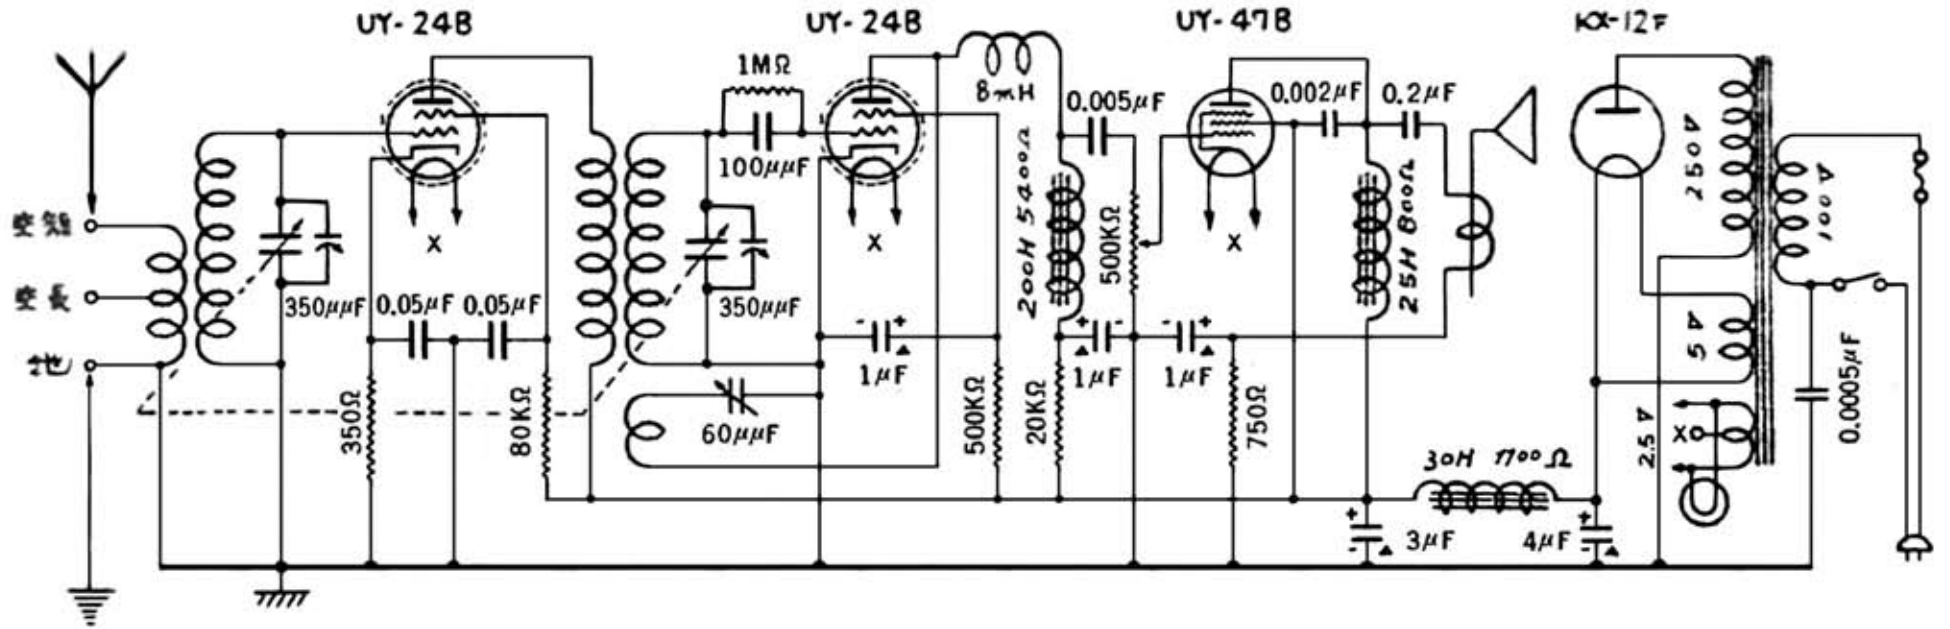 UY-24B
UY-24B
UY-47B
KX-12F
1MΩ
8mH
0.005μF
0.002μF
0.2μF
100μμF
250V
100V
200H 5400Ω
500KΩ
25H 800Ω
空短
空長
地
X
X
X
350μμF
0.05μF
0.05μF
350μμF
- +
1μF
+ -
1μF
- +
1μF
5V
0.0005μF
350Ω
80KΩ
60μμF
500KΩ
20KΩ
750Ω
2.5V
X
30H 1700Ω
+
-
3μF
4μF
+
-